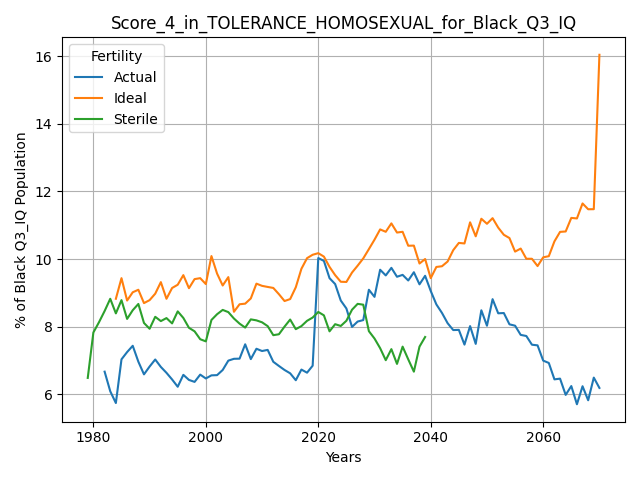 Score_4_in_TOLERANCE_HOMOSEXUAL_for_Black_Q3_IQ
Fertility
Actual
Ideal
Sterile
% of Black Q3_IQ Population
16
14
12
10
8
6
1980
2000
2020
2040
2060
Years